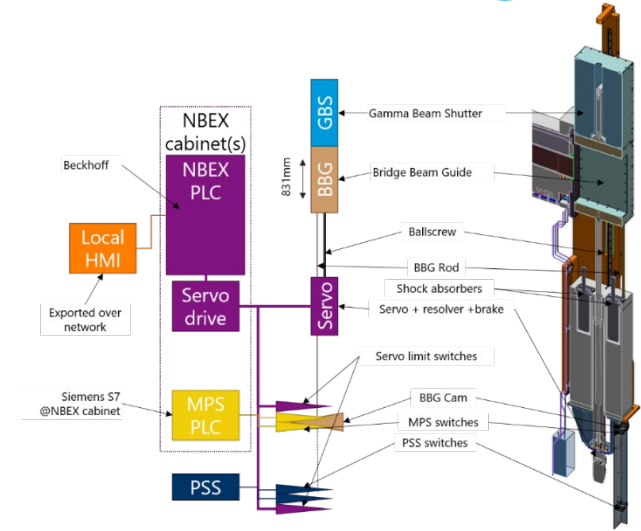 NBEX
cabinet(s)
NBEX
PLC
Beckhoff
Local
HMI
Exported over
network
Servo
drive
Siemens S7
@NBEX cabinet
MPS
PLC
PSS
GBS
BBG
831mm
Servo
Gamma Beam Shutter
Bridge Beam Guide
Ballscrew
BBG Rod
Shock absorbers
Servo + resolver +brake
Servo limit switches
BBG Cam
MPS switches
PSS switches